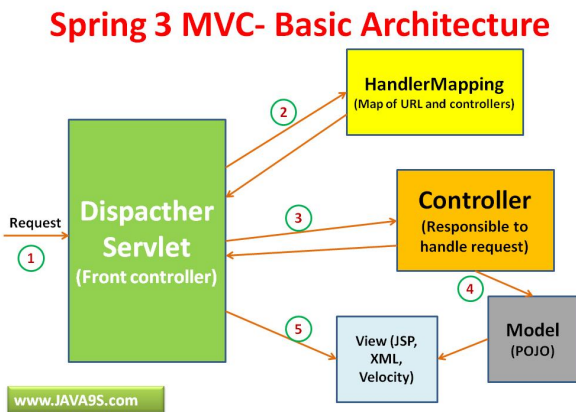 Spring 3 MVC- Basic Architecture
HandlerMapping
(Map of URL and controllers)
2
Request
1
Dispacther
Servlet
(Front controller)
3
Controller
(Responsible to
handle request)
4
5
View (JSP,
XML,
Velocity)
Model
(POJO)
www.JAVA9S.com